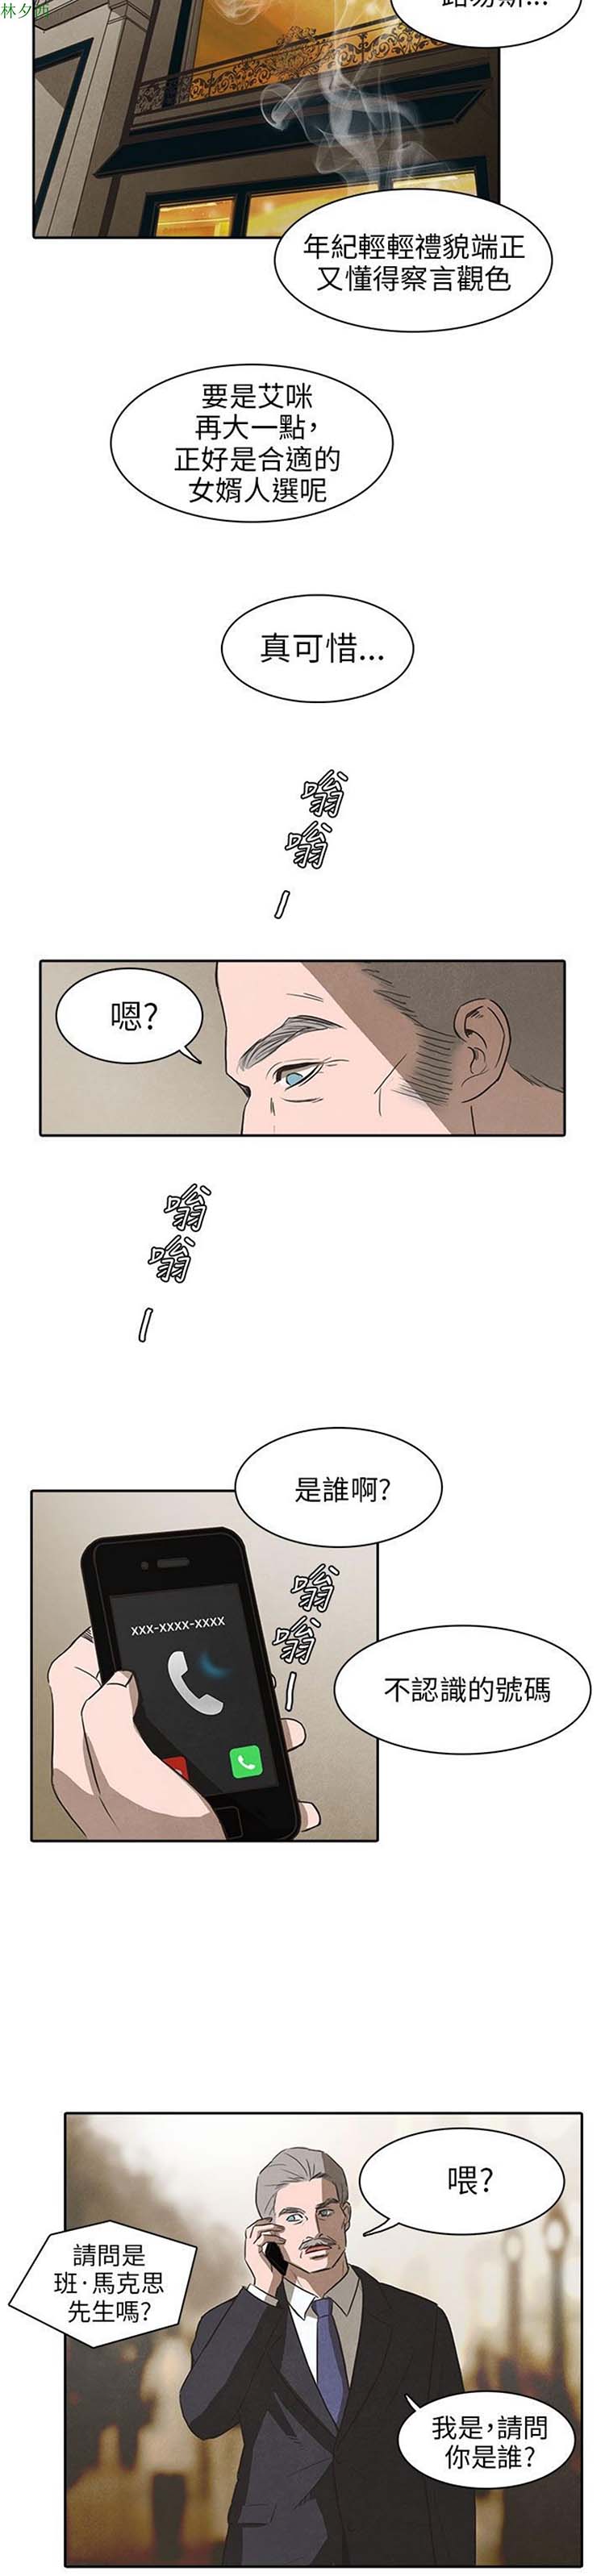 林夕西
路易斯...
年紀輕輕禮貌端正
又懂得察言觀色
要是艾咪
再大一點，
正好是合適的
女婿人選呢
真可惜...
嗡
嗡
嗯?
嗡
嗡
是誰啊?
xxx-xxxx-xxxx
嗡
嗡
不認識的號碼
喂?
請問是
班·馬克思
先生嗎?
我是，請問
你是誰?